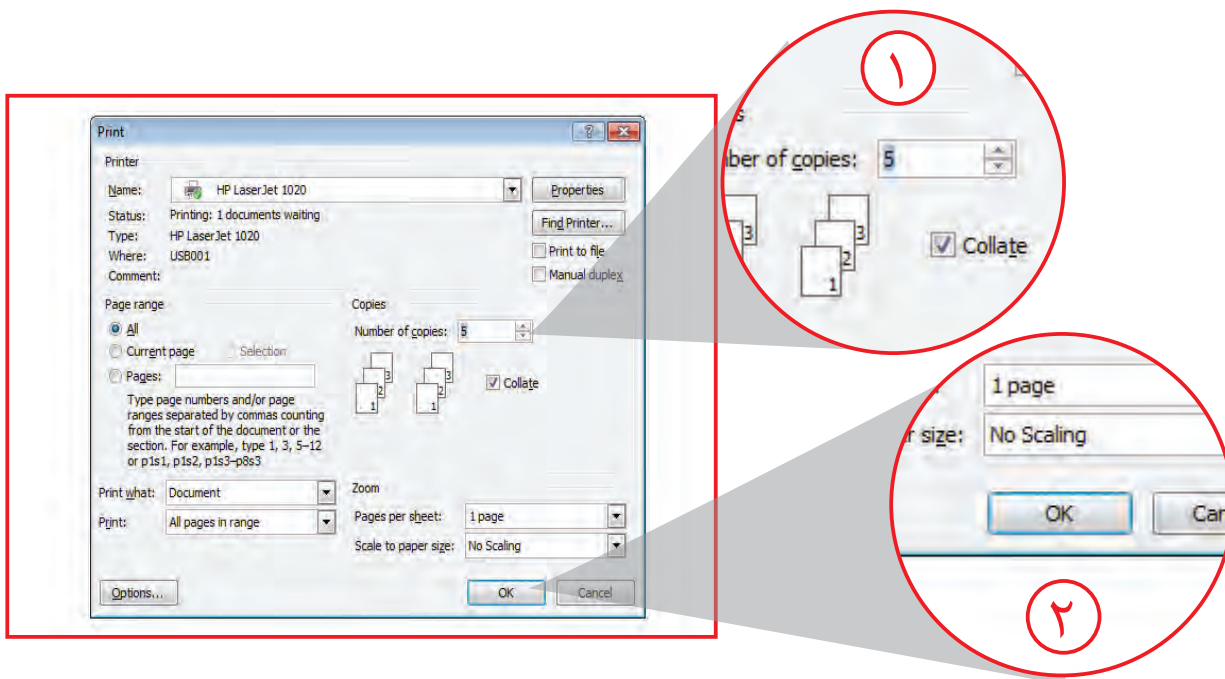 Print
Printer
Name: HP LaserJet 1020 Properties
Status: Printing: 1 documents waiting Find Printer...
Type: HP LaserJet 1020
Where: USB001 Print to file
Comment: Manual duplex
Page range
All
Current page Selection
Pages:
Type page numbers and/or page
ranges separated by commas counting
from the start of the document or the
section. For example, type 1, 3, 5–12
or p1s1, p1s2, p1s3–p8s3
Copies
Number of copies: 5
1 2 3 1 2 3 Collate
Print what: Document
Print: All pages in range
Zoom
Pages per sheet: 1 page
Scale to paper size: No Scaling
Options... OK Cancel
١
s
ber of copies: 5
3 1 2 3 Collate
1 page
r size: No Scaling
OK Car
٢